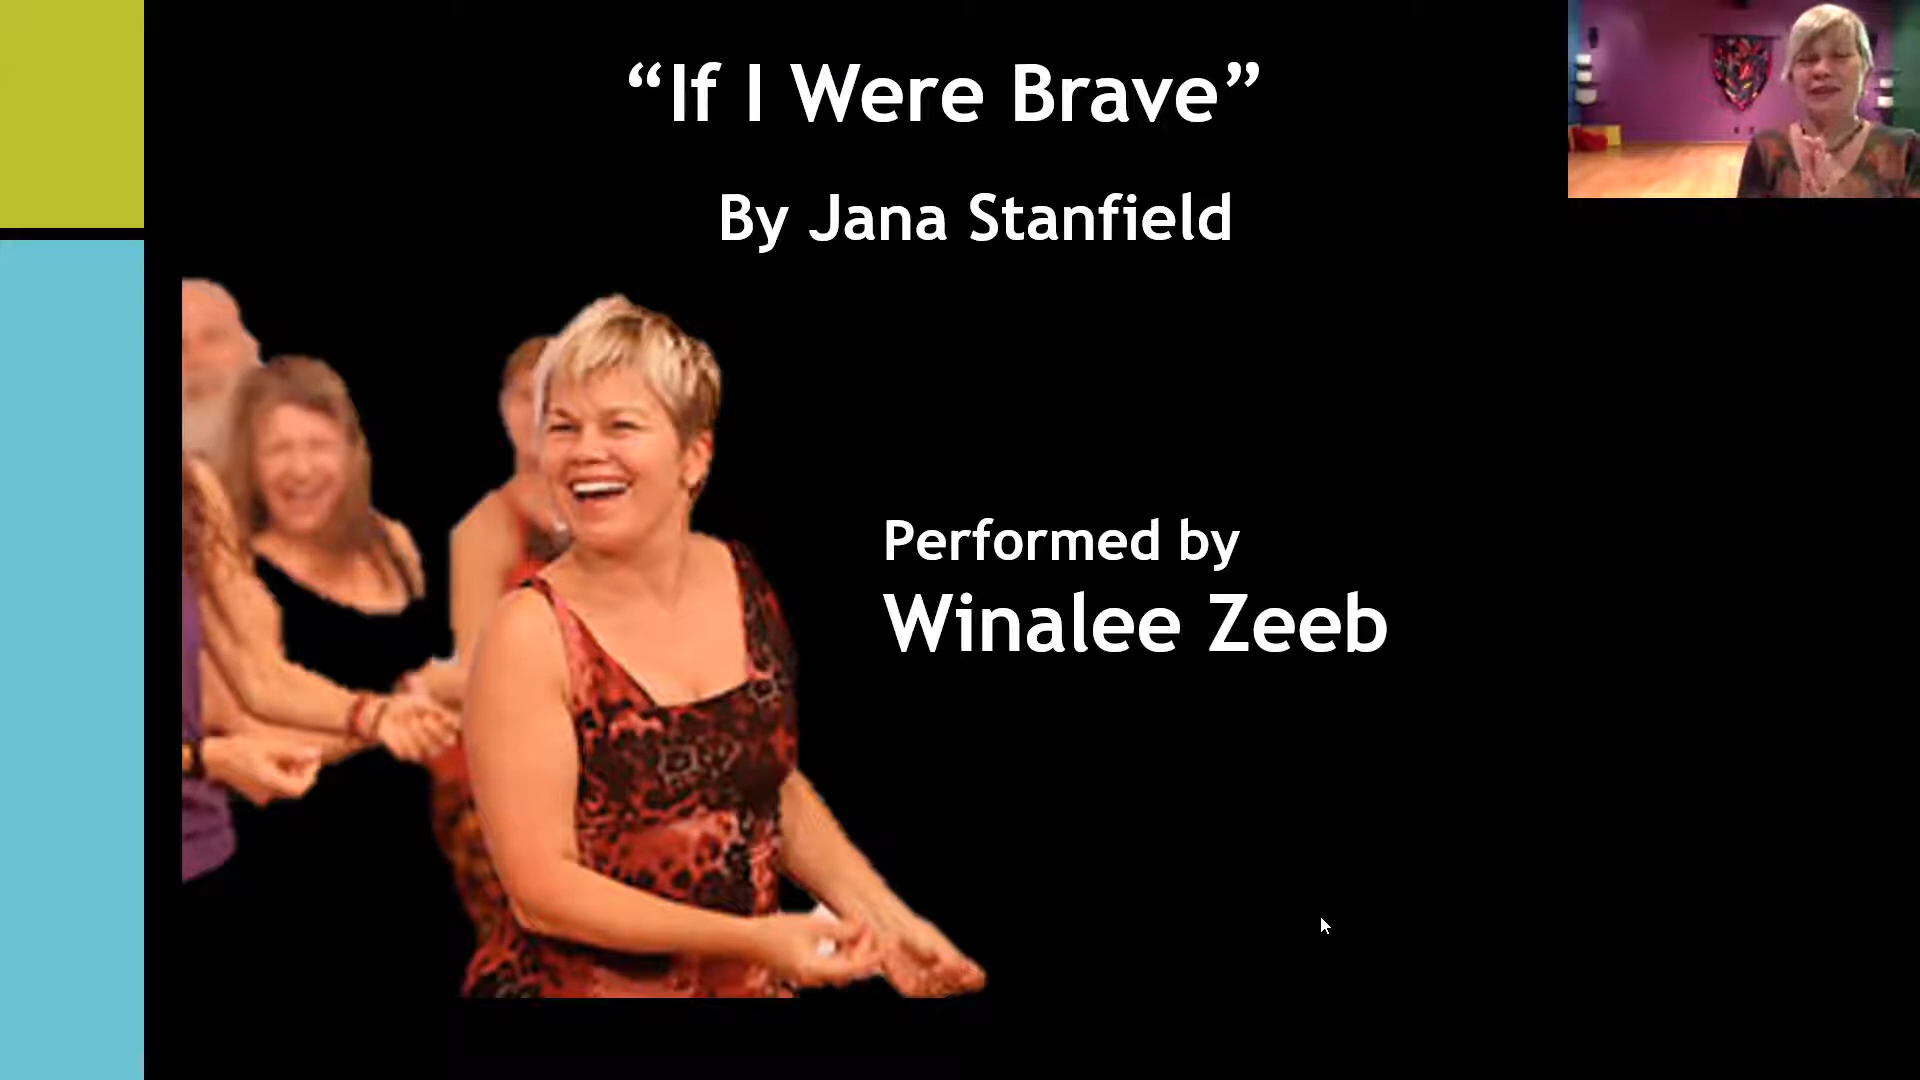 “If I Were Brave”
By Jana Stanfield
Performed by
Winalee Zeeb